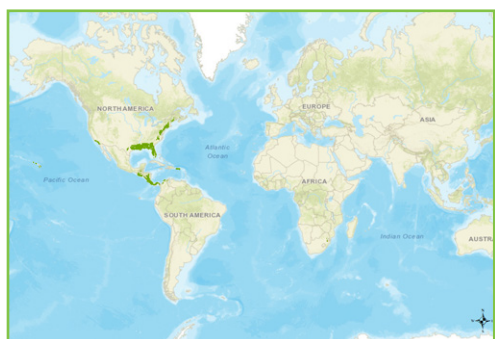 NORTH AMERICA
EUROPE
ASIA
Atlantic
Ocean
Pacific Ocean
AFRICA
SOUTH AMERICA
Indian Ocean
AUSTR